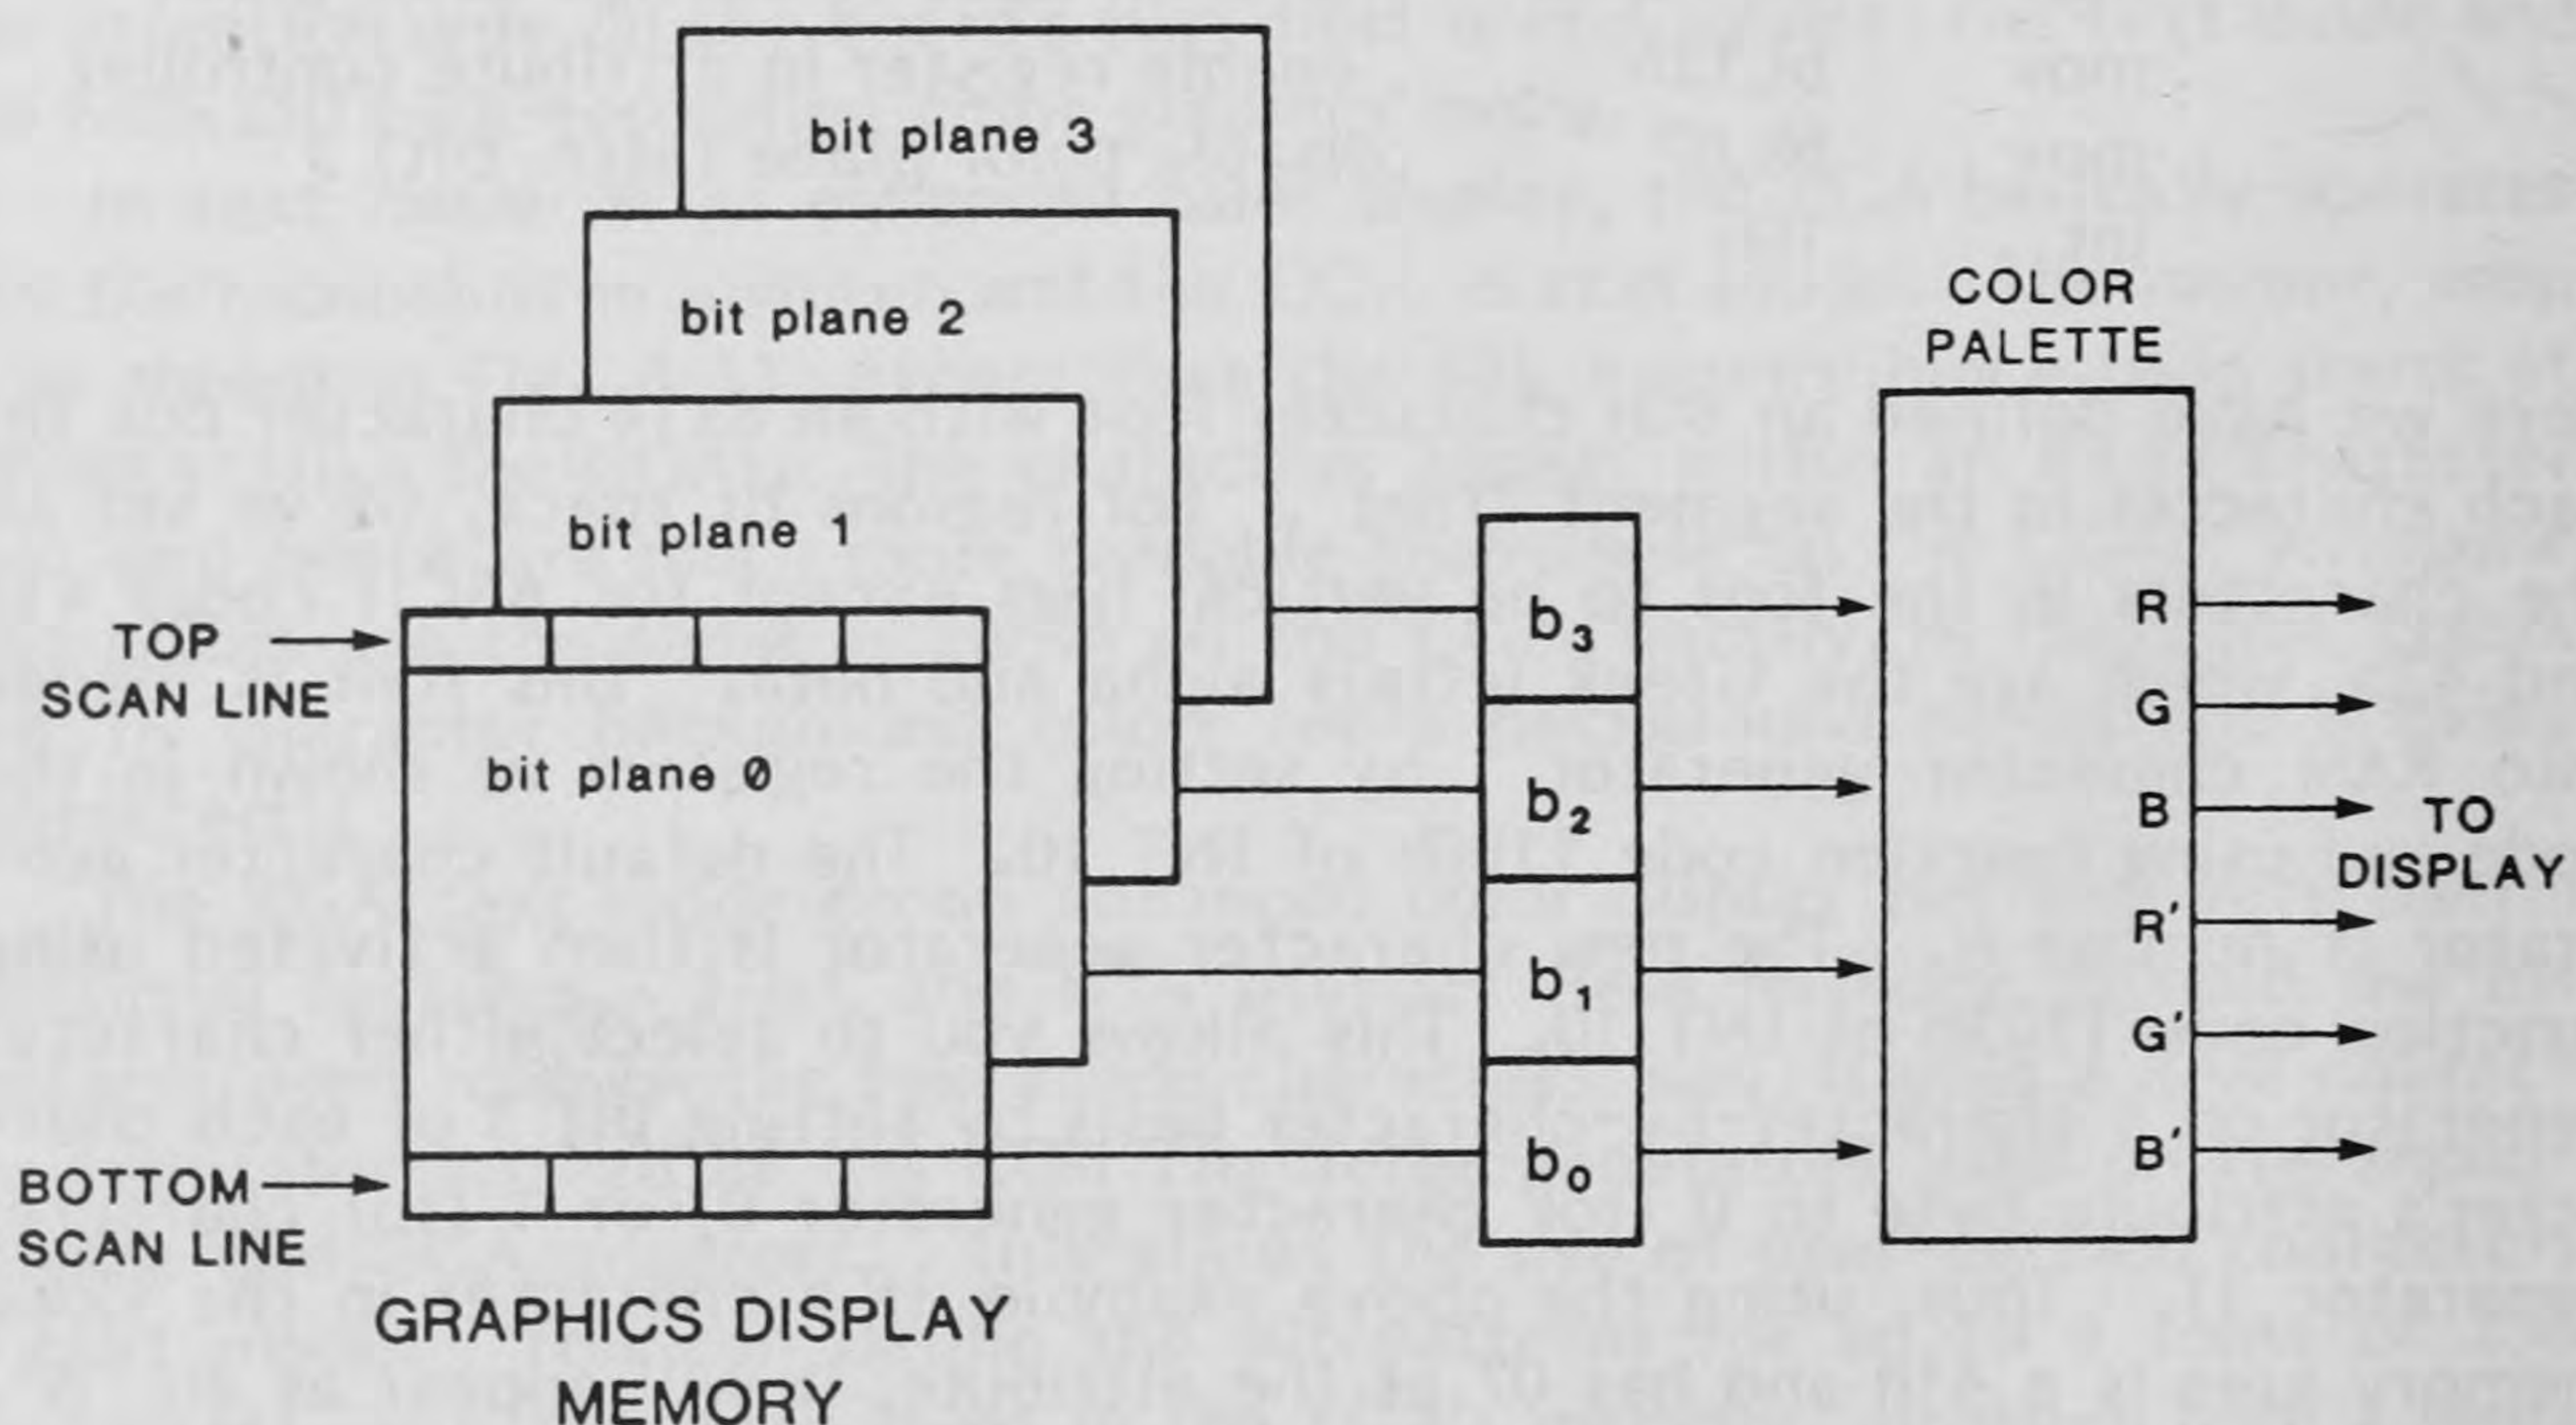 bit plane 3
bit plane 2
bit plane 1
bit plane 0
TOP
SCAN LINE
BOTTOM
SCAN LINE
GRAPHICS DISPLAY
MEMORY
b3
b2
b1
b0
COLOR
PALETTE
R
G
B
R'
G'
B'
TO
DISPLAY